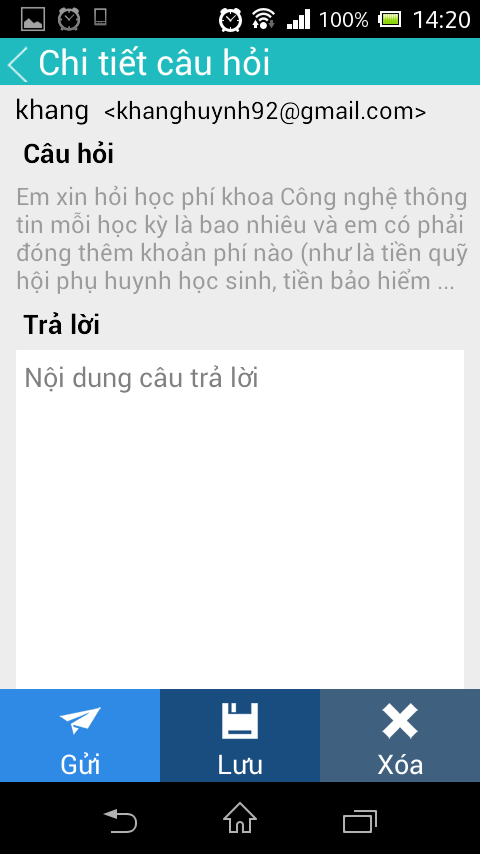 100% 14:20
Chi tiết câu hỏi
khang <khanghuynh92@gmail.com>
Câu hỏi
Em xin hỏi học phí khoa Công nghệ thông
tin mỗi học kỳ là bao nhiêu và em có phải
đóng thêm khoản phí nào (như là tiền quỹ
hội phụ huynh học sinh, tiền bảo hiểm ...
Trả lời
Nội dung câu trả lời
Gửi Lưu Xóa